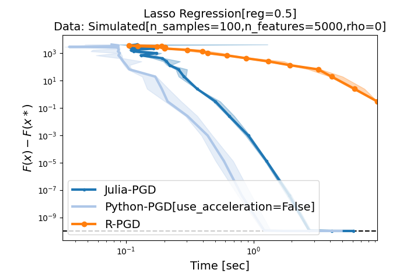 Lasso Regression[reg=0.5]
Data: Simulated[n_samples=100,n_features=5000,rho=0]
F(x) − F(x*)
10³
10¹
10⁻¹
10⁻³
10⁻⁵
10⁻⁷
10⁻⁹
Julia-PGD
Python-PGD[use_acceleration=False]
R-PGD
10⁻¹ 10⁰
Time [sec]